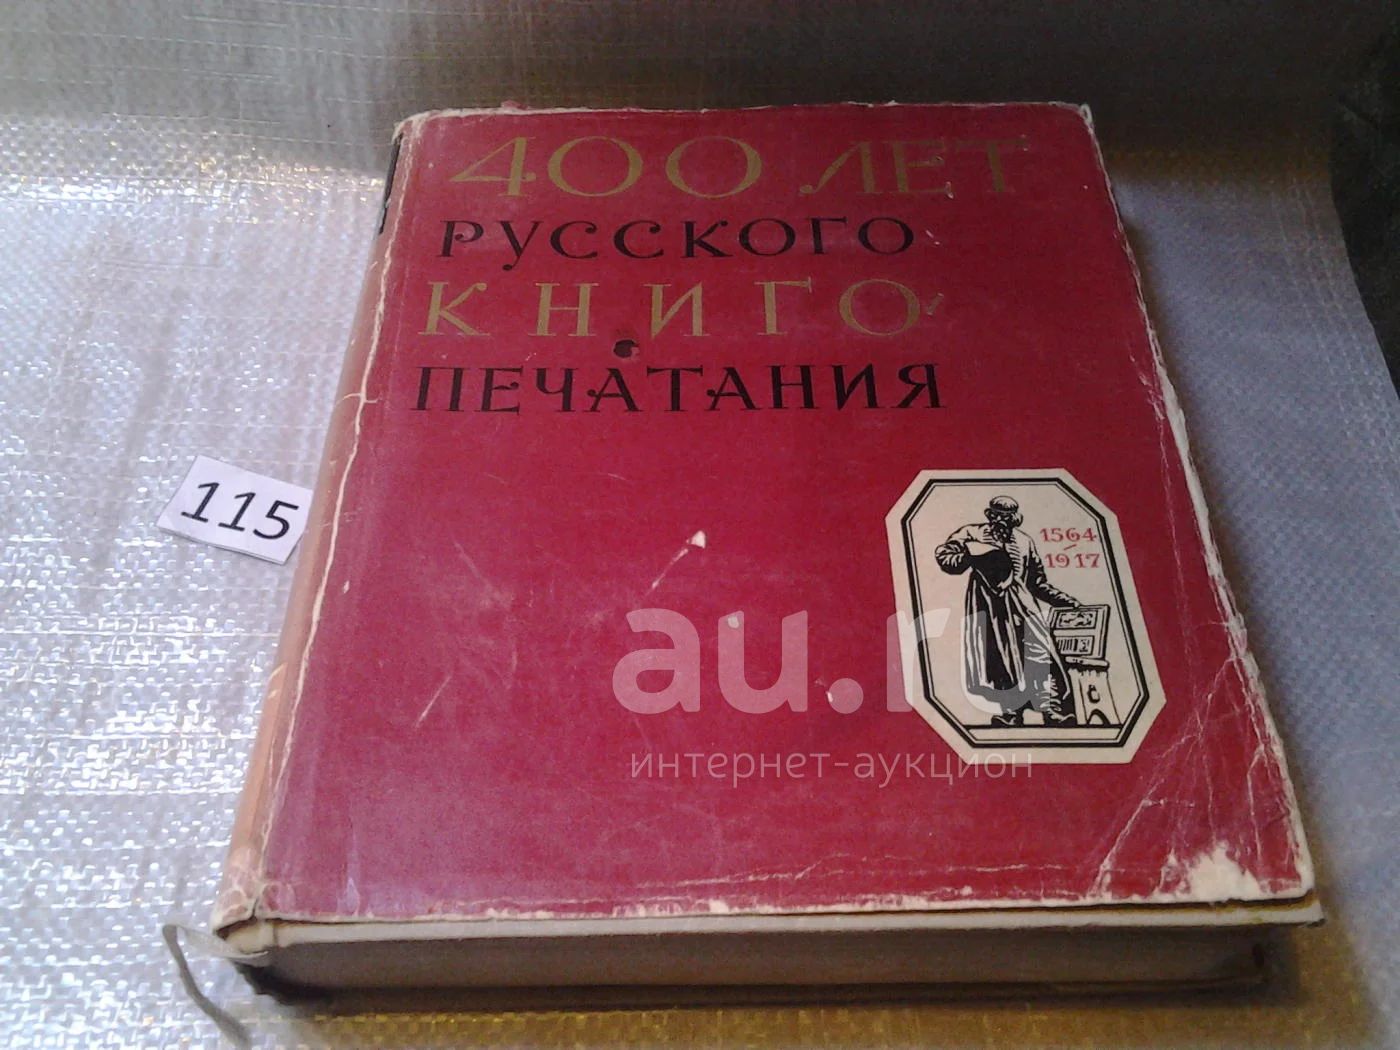 400 ЛЕТ
РУССКОГО
КНИГО
ПЕЧАТАНИЯ
1564
1917
115
au.ru
интернет-аукцион